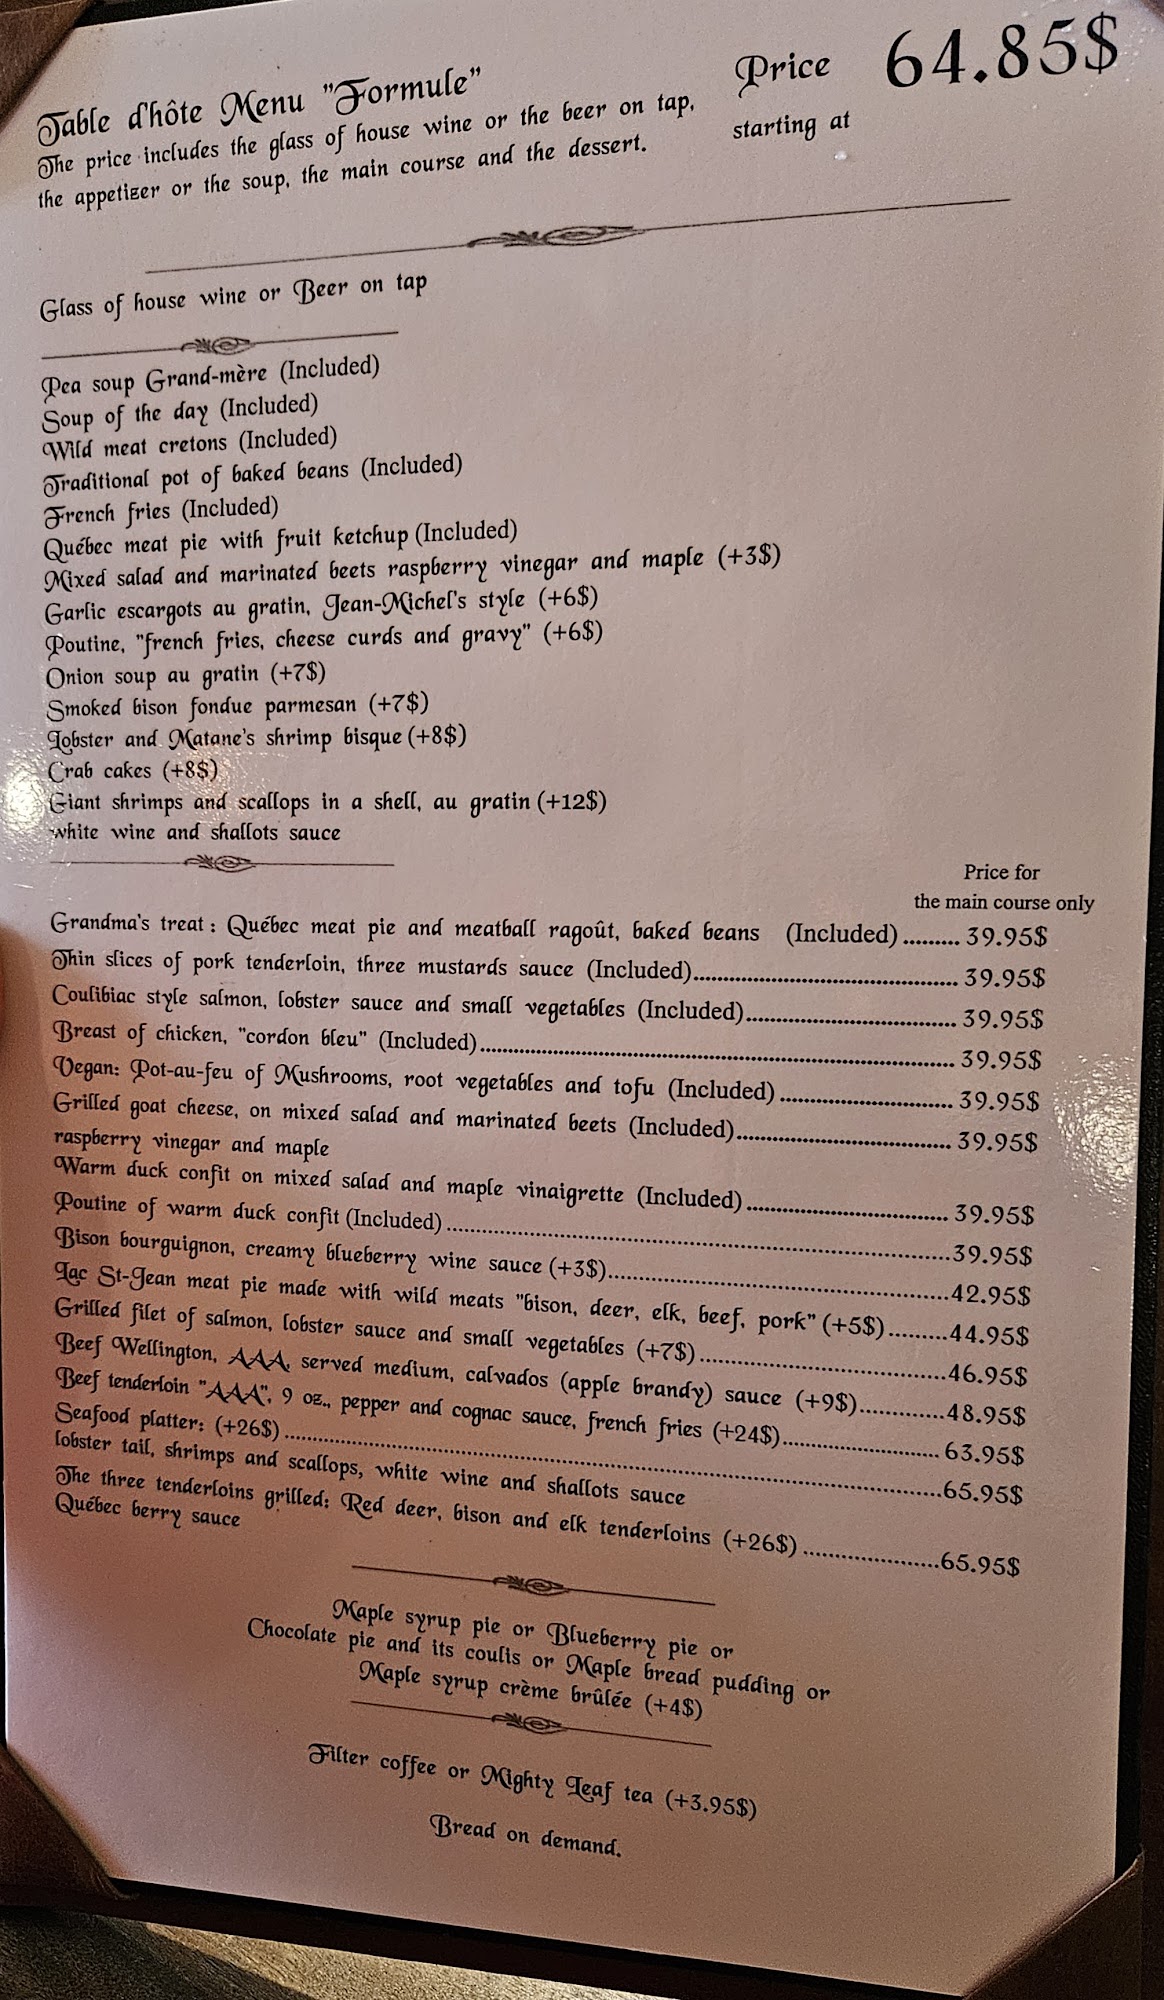 Table d'hôte Menu "Formule"
Price 64.85$
The price includes the glass of house wine or the beer on tap,
starting at
the appetizer or the soup, the main course and the dessert.
Glass of house wine or Beer on tap
Pea soup Grand-mère (Included)
Soup of the day (Included)
Wild meat cretons (Included)
Traditional pot of baked beans (Included)
French fries (Included)
Québec meat pie with fruit ketchup (Included)
Mixed salad and marinated beets raspberry vinegar and maple (+3$)
Garlic escargots au gratin, Jean-Michel's style (+6$)
Poutine, "french fries, cheese curds and gravy" (+6$)
Onion soup au gratin (+7$)
Smoked bison fondue parmesan (+7$)
Lobster and Matane's shrimp bisque (+8$)
Crab cakes (+8$)
Giant shrimps and scallops in a shell, au gratin (+12$)
white wine and shallots sauce
Price for
the main course only
Grandma's treat : Québec meat pie and meatball ragoût, baked beans (Included) .......... 39.95$
Thin slices of pork tenderloin, three mustards sauce (Included).......... 39.95$
Coulibiac style salmon, lobster sauce and small vegetables (Included).......... 39.95$
Breast of chicken, "cordon bleu" (Included).......... 39.95$
Vegan: Pot-au-feu of Mushrooms, root vegetables and tofu (Included) .......... 39.95$
Grilled goat cheese, on mixed salad and marinated beets (Included).......... 39.95$
raspberry vinegar and maple
Warm duck confit on mixed salad and maple vinaigrette (Included).......... 39.95$
Poutine of warm duck confit (Included) ..........39.95$
Bison bourguignon, creamy blueberry wine sauce (+3$)..........42.95$
Lac St-Jean meat pie made with wild meats "bison, deer, elk, beef, pork" (+5$).........44.95$
Grilled filet of salmon, lobster sauce and small vegetables (+7$)..........46.95$
Beef Wellington, AAA, served medium, calvados (apple brandy) sauce (+9$)..........48.95$
Beef tenderloin "AAA", 9 oz., pepper and cognac sauce, french fries (+24$).......... 63.95$
Seafood platter: (+26$) ..........65.95$
lobster tail, shrimps and scallops, white wine and shallots sauce
The three tenderloins grilled: Red deer, bison and elk tenderloins (+26$) ..........65.95$
Québec berry sauce
Maple syrup pie or Blueberry pie or
Chocolate pie and its coulis or Maple bread pudding or
Maple syrup crème brûlée (+4$)
Filter coffee or Mighty Leaf tea (+3.95$)
Bread on demand.